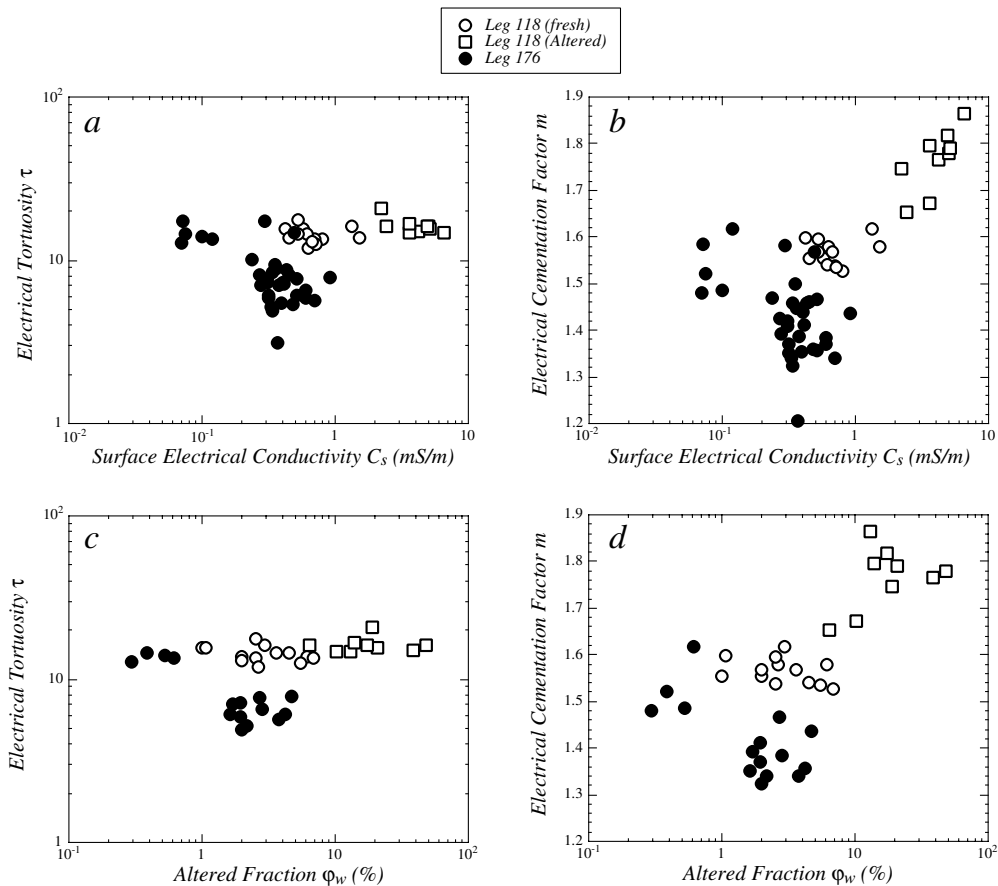 Leg 118 (fresh)
Leg 118 (Altered)
Leg 176
a
10²
10
1
Electrical Tortuosity τ
10⁻² 10⁻¹ 1 10
Surface Electrical Conductivity Cₛ (mS/m)
b
1.9
1.8
1.7
1.6
1.5
1.4
1.3
1.2
Electrical Cementation Factor m
10⁻² 10⁻¹ 1 10
Surface Electrical Conductivity Cₛ (mS/m)
c
10²
10
1
Electrical Tortuosity τ
10⁻¹ 1 10 10²
Altered Fraction φ_w (%)
d
1.9
1.8
1.7
1.6
1.5
1.4
1.3
1.2
Electrical Cementation Factor m
10⁻¹ 1 10 10²
Altered Fraction φ_w (%)